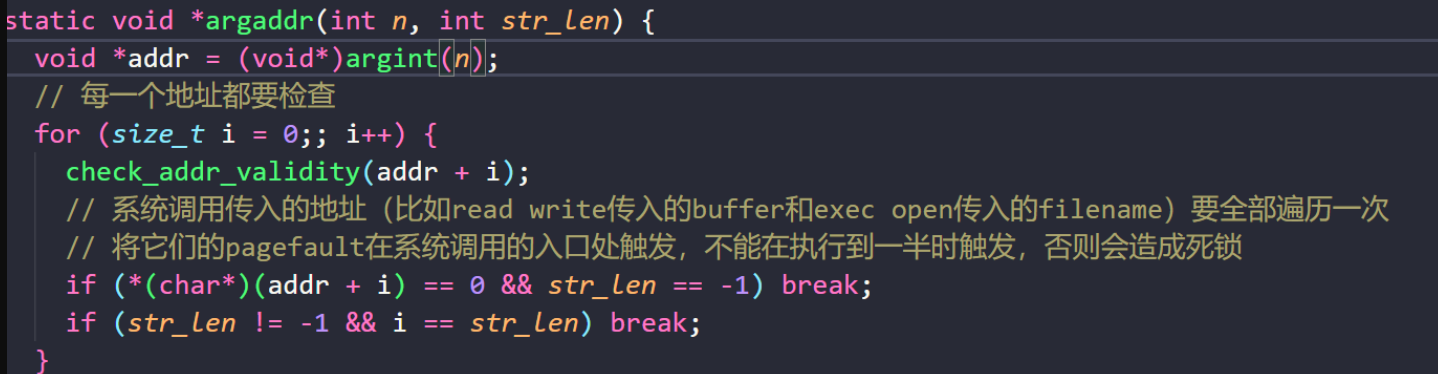 static void *argaddr(int n, int str_len) {
void *addr = (void*)argint(n);
// 每一个地址都要检查
for (size_t i = 0;; i++) {
check_addr_validity(addr + i);
// 系统调用传入的地址（比如read write传入的buffer和exec open传入的filename）要全部遍历一次
// 将它们的pagefault在系统调用的入口处触发，不能在执行到一半时触发，否则会造成死锁
if (*(char*)(addr + i) == 0 && str_len == -1) break;
if (str_len != -1 && i == str_len) break;
}